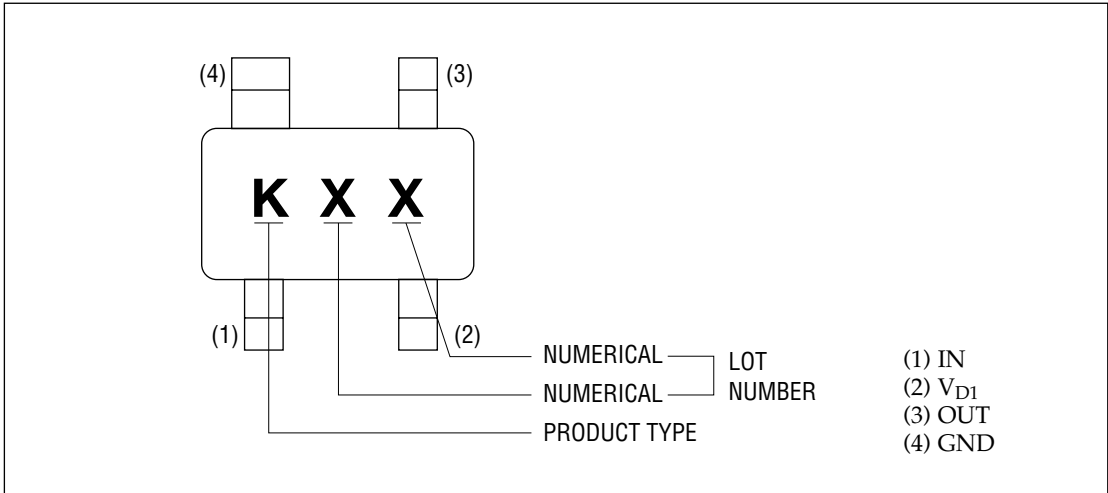 (4) (3)
K X X
(1) (2)
NUMERICAL
NUMERICAL
LOT
NUMBER
PRODUCT TYPE
(1) IN
(2) VD1
(3) OUT
(4) GND